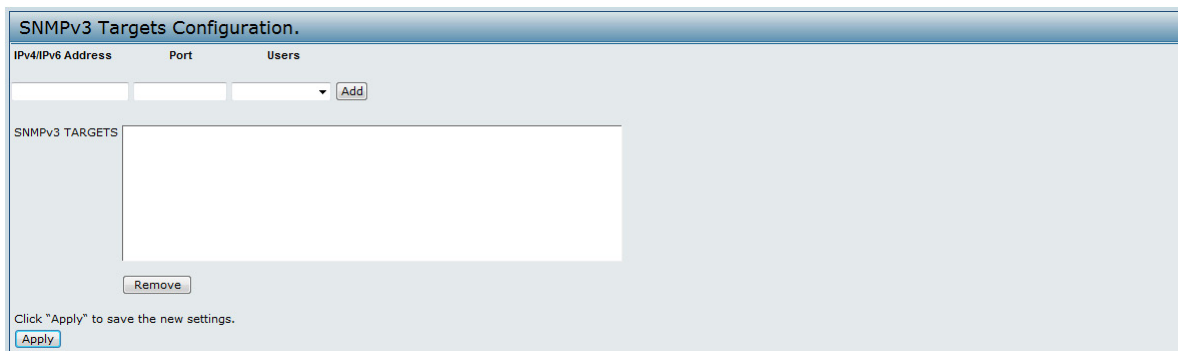 SNMPv3 Targets Configuration.
IPv4/IPv6 Address Port Users
Add
SNMPv3 TARGETS
Remove
Click "Apply" to save the new settings.
Apply